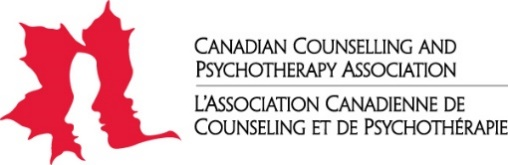 CANADIAN COUNSELLING AND
PSYCHOTHERAPY ASSOCIATION
L'ASSOCIATION CANADIENNE DE
COUNSELING ET DE PSYCHOTHÉRAPIE